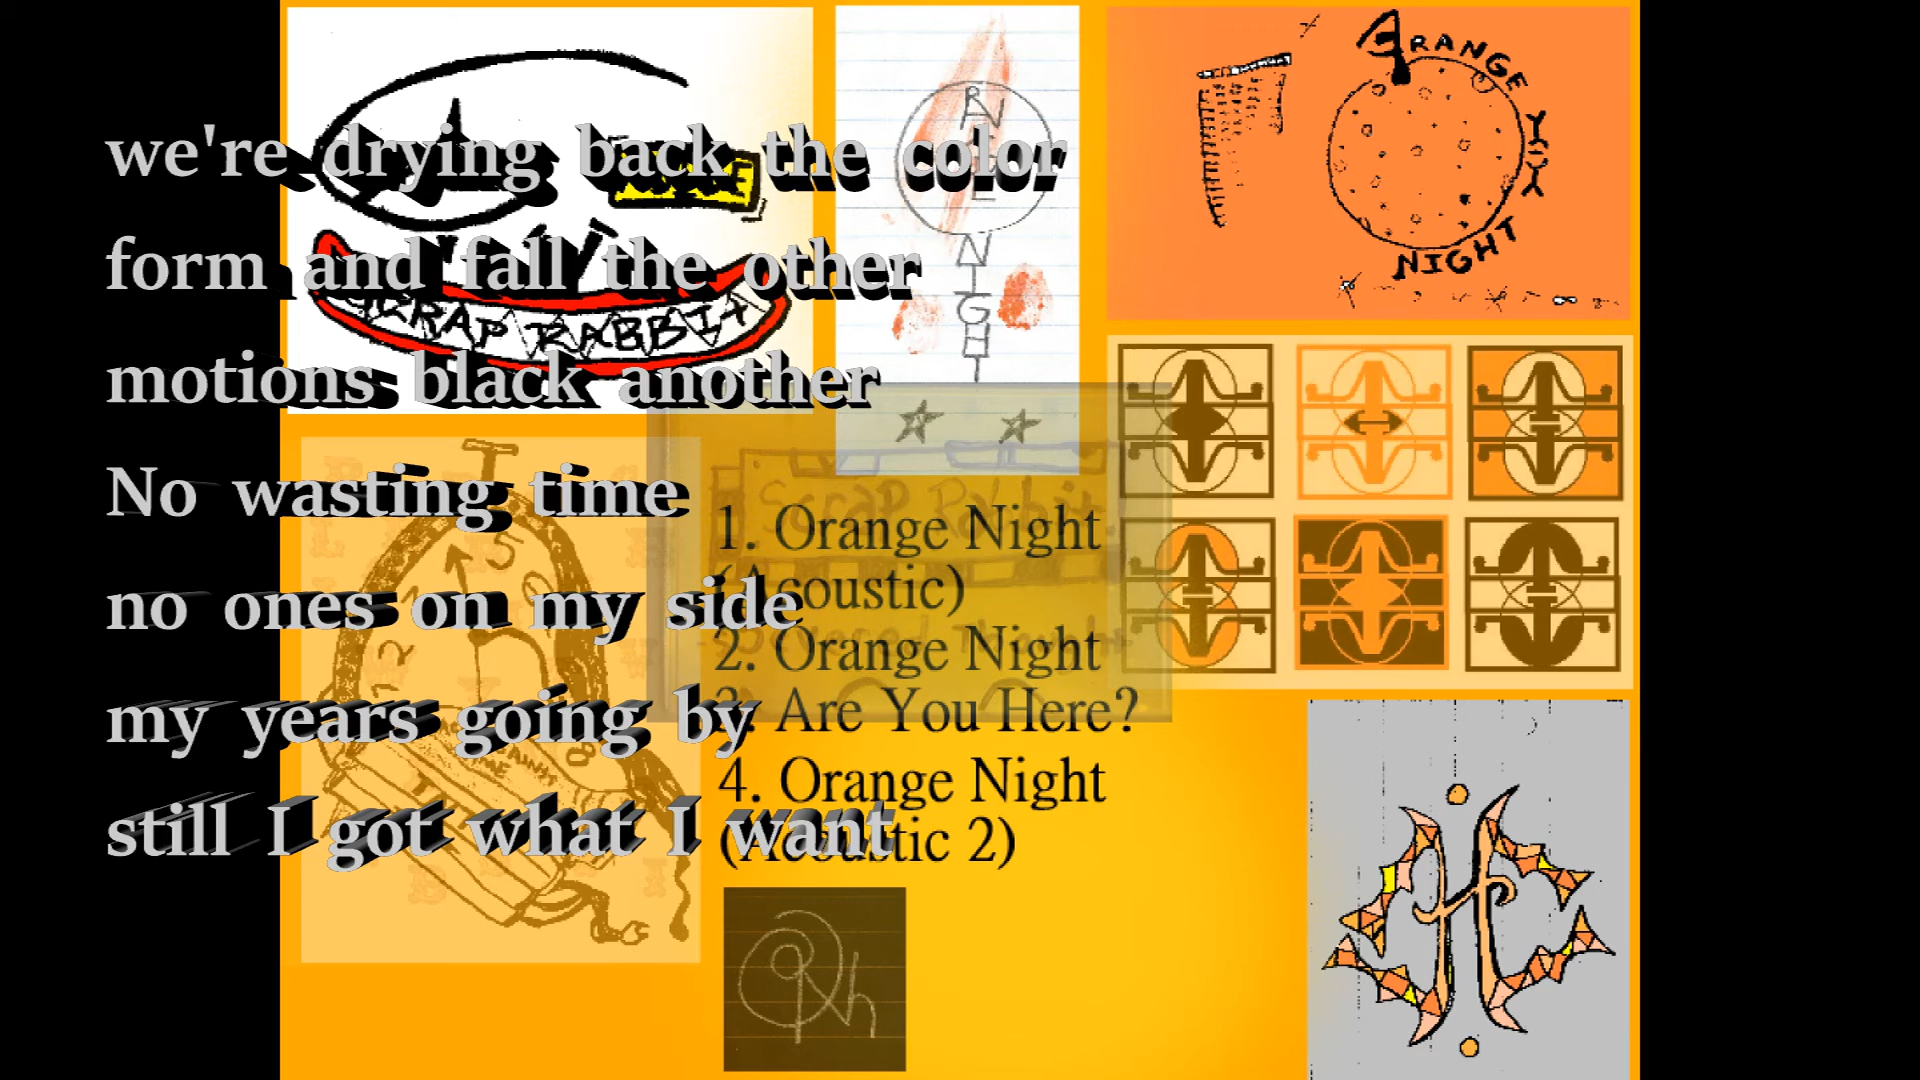 we're drying back the color
form and fall the other
motions black another
No wasting time
no ones on my side
my years going by
still I got what I want
SCRAP RABBIT
NIGHT
ORANGE
NIGHT
Scrap Rabbit
1. Orange Night
(Acoustic)
2. Orange Night
3. Are You Here?
4. Orange Night
(Acoustic 2)